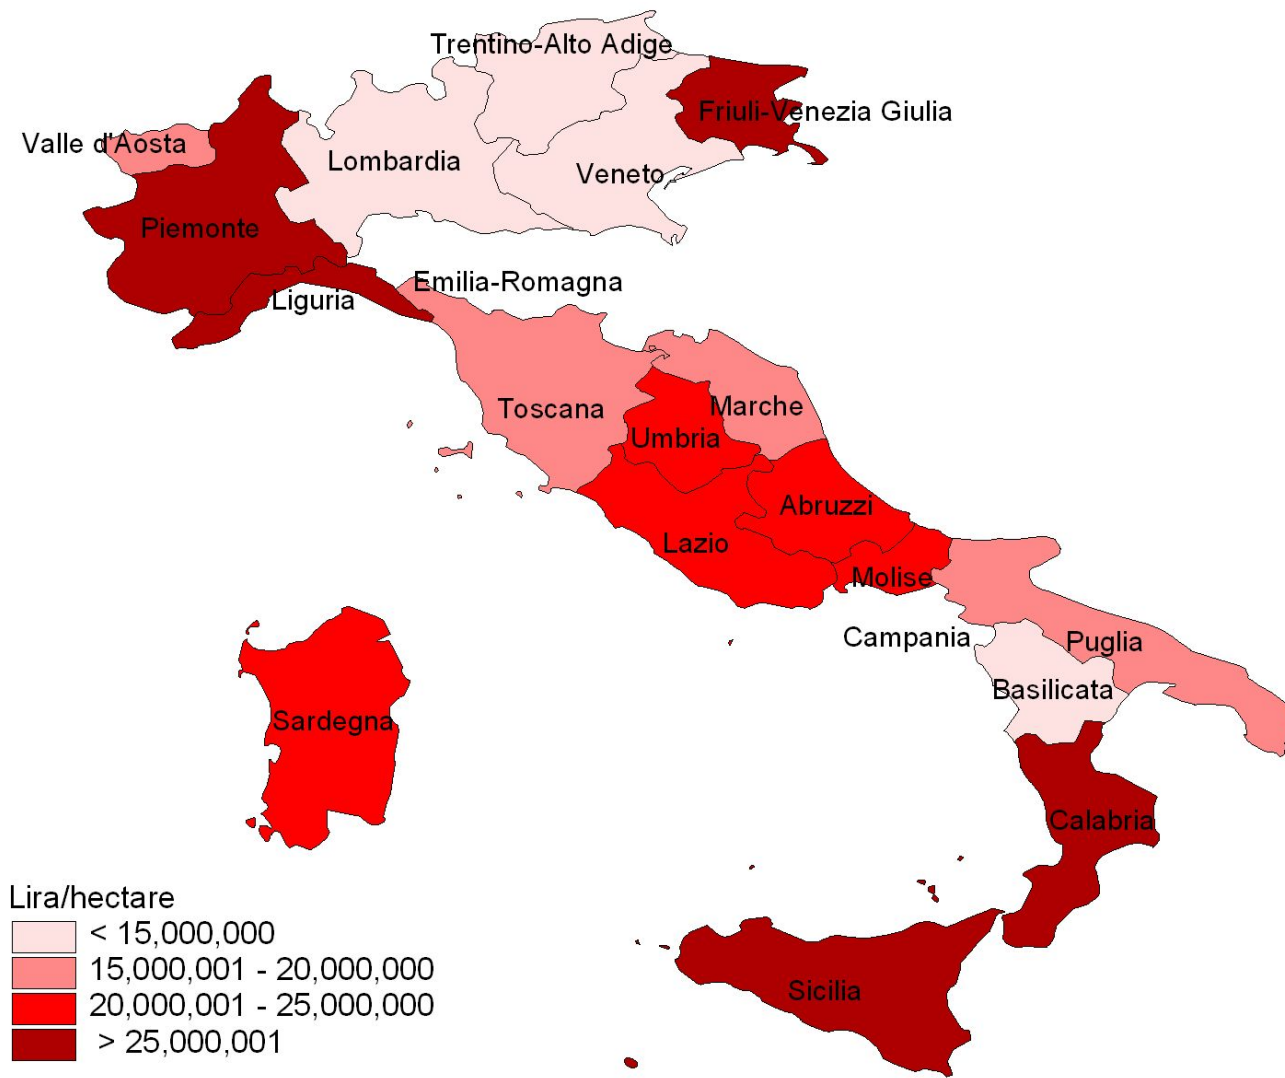 Trentino-Alto Adige
Friuli-Venezia Giulia
Valle d'Aosta
Lombardia
Veneto
Piemonte
Emilia-Romagna
Liguria
Toscana
Marche
Umbria
Abruzzi
Lazio
Molise
Campania
Puglia
Basilicata
Sardegna
Calabria
Sicilia
Lira/hectare
< 15,000,000
15,000,001 - 20,000,000
20,000,001 - 25,000,000
> 25,000,001